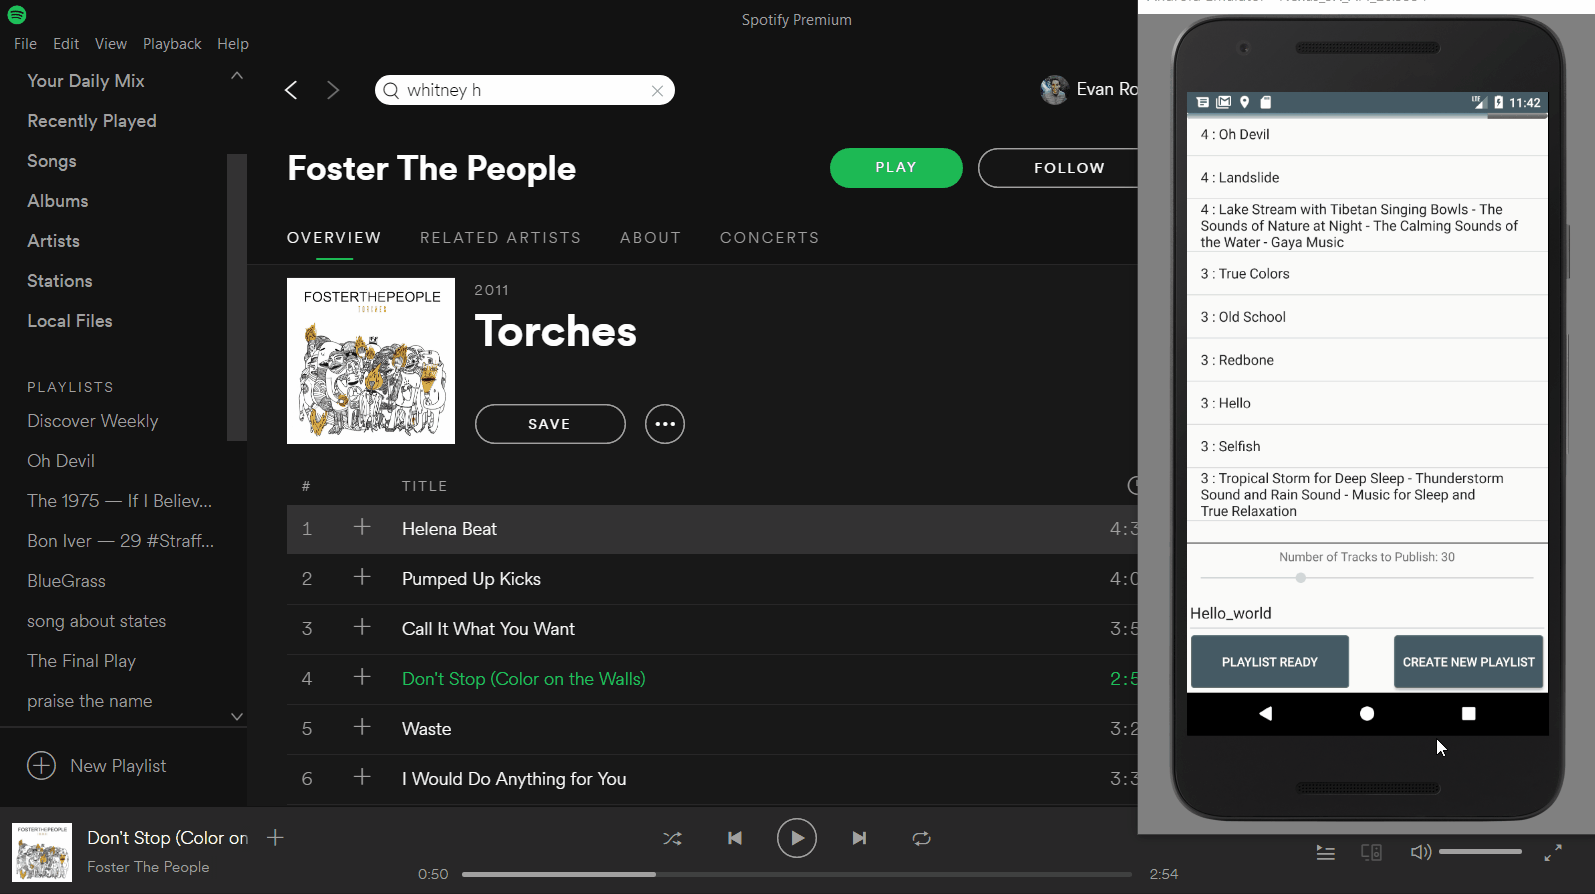 Spotify Premium
File Edit View Playback Help
Your Daily Mix
Recently Played
Songs
Albums
Artists
Stations
Local Files
PLAYLISTS
Discover Weekly
Oh Devil
The 1975 — If I Believ...
Bon Iver — 29 #Straff...
BlueGrass
song about states
The Final Play
praise the name
New Playlist
whitney h
Evan Ro
Foster The People
PLAY
FOLLOW
OVERVIEW RELATED ARTISTS ABOUT CONCERTS
FOSTERTHEPEOPLE
TORCHES
2011
Torches
SAVE
# TITLE
1 Helena Beat 4:3
2 Pumped Up Kicks 4:0
3 Call It What You Want 3:5
4 Don't Stop (Color on the Walls) 2:5
5 Waste 3:2
6 I Would Do Anything for You 3:3
FOSTERTHEPEOPLE
Don't Stop (Color on
Foster The People
0:50
2:54
LTE 11:42
4 : Oh Devil
4 : Landslide
4 : Lake Stream with Tibetan Singing Bowls - The
Sounds of Nature at Night - The Calming Sounds of
the Water - Gaya Music
3 : True Colors
3 : Old School
3 : Redbone
3 : Hello
3 : Selfish
3 : Tropical Storm for Deep Sleep - Thunderstorm
Sound and Rain Sound - Music for Sleep and
True Relaxation
Number of Tracks to Publish: 30
Hello_world
PLAYLIST READY
CREATE NEW PLAYLIST